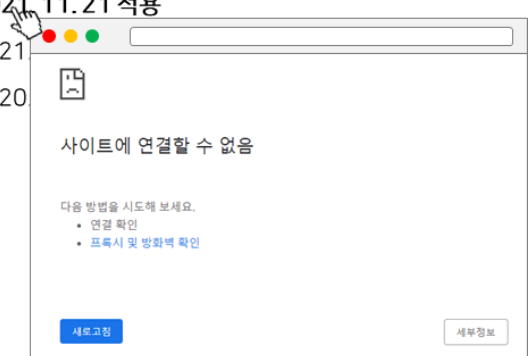 21. 11. 21 적용
21.
20.
사이트에 연결할 수 없음
다음 방법을 시도해 보세요.
• 연결 확인
• 프록시 및 방화벽 확인
새로고침
세부정보